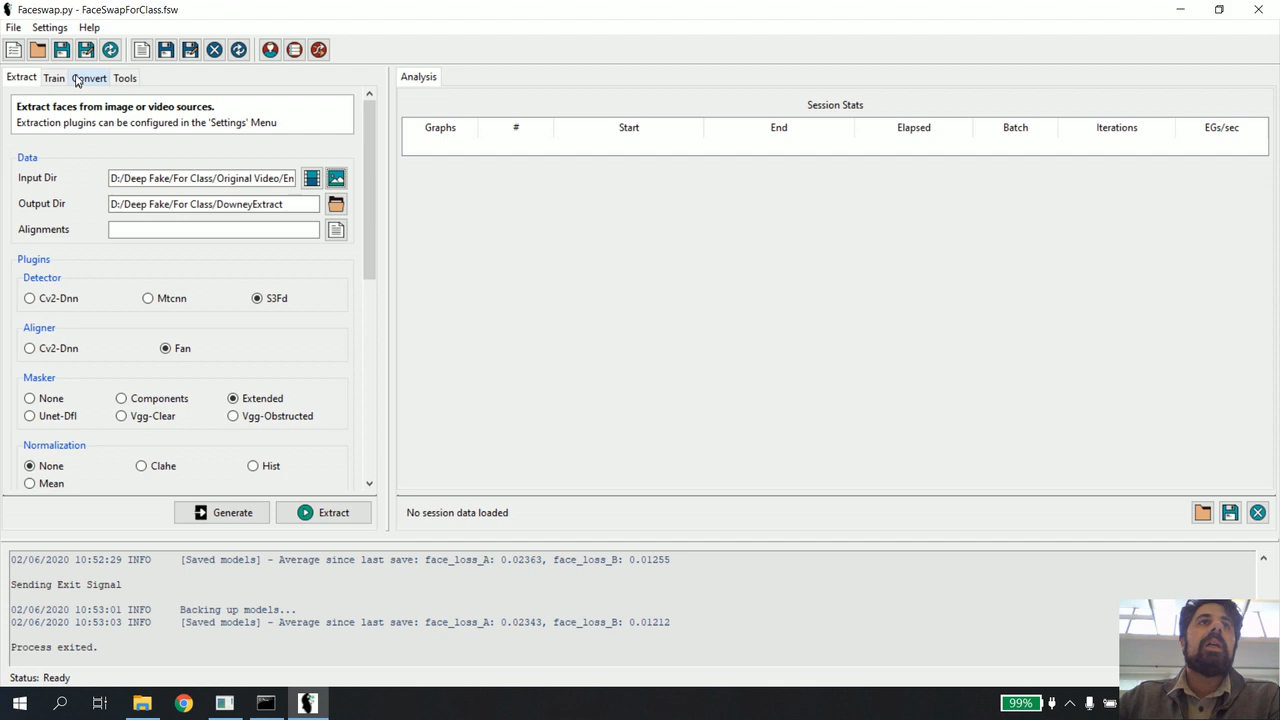 Faceswap.py - FaceSwapForClass.fsw
File Settings Help
Extract Train Convert Tools
Extract faces from image or video sources.
Extraction plugins can be configured in the 'Settings' Menu
Data
Input Dir D:/Deep Fake/For Class/Original Video/En
Output Dir D:/Deep Fake/For Class/DowneyExtract
Alignments
Plugins
Detector
Cv2-Dnn Mtcnn S3Fd
Aligner
Cv2-Dnn Fan
Masker
None Components Extended
Unet-Dfl Vgg-Clear Vgg-Obstructed
Normalization
None Clahe Hist
Mean
Generate Extract
Analysis
Session Stats
Graphs # Start End Elapsed Batch Iterations EGs/sec
No session data loaded
02/06/2020 10:52:29 INFO [Saved models] - Average since last save: face_loss_A: 0.02363, face_loss_B: 0.01255
Sending Exit Signal
02/06/2020 10:53:01 INFO Backing up models...
02/06/2020 10:53:03 INFO [Saved models] - Average since last save: face_loss_A: 0.02343, face_loss_B: 0.01212
Process exited.
Status: Ready
99%